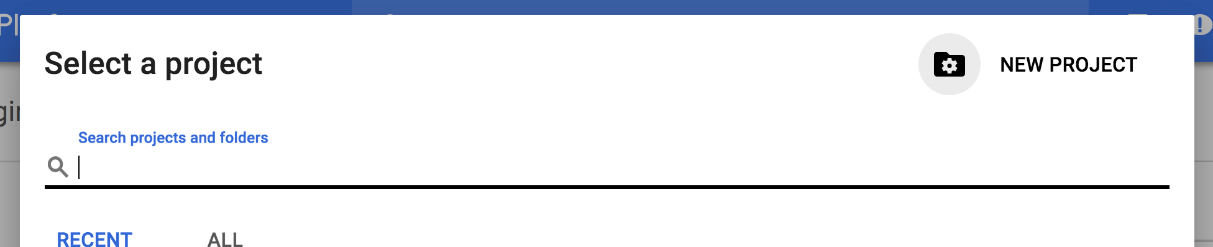 Select a project
NEW PROJECT
Search projects and folders
RECENT
ALL